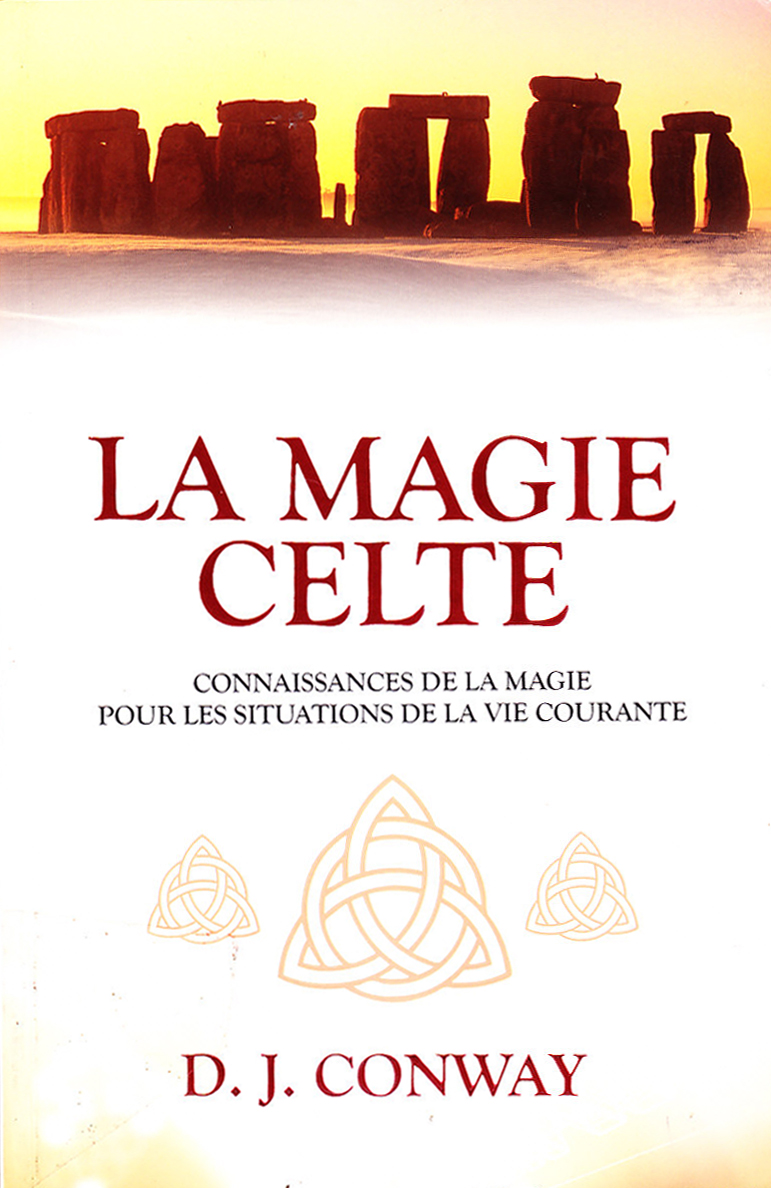 LA MAGIE
CELTE
CONNAISSANCES DE LA MAGIE
POUR LES SITUATIONS DE LA VIE COURANTE
D. J. CONWAY